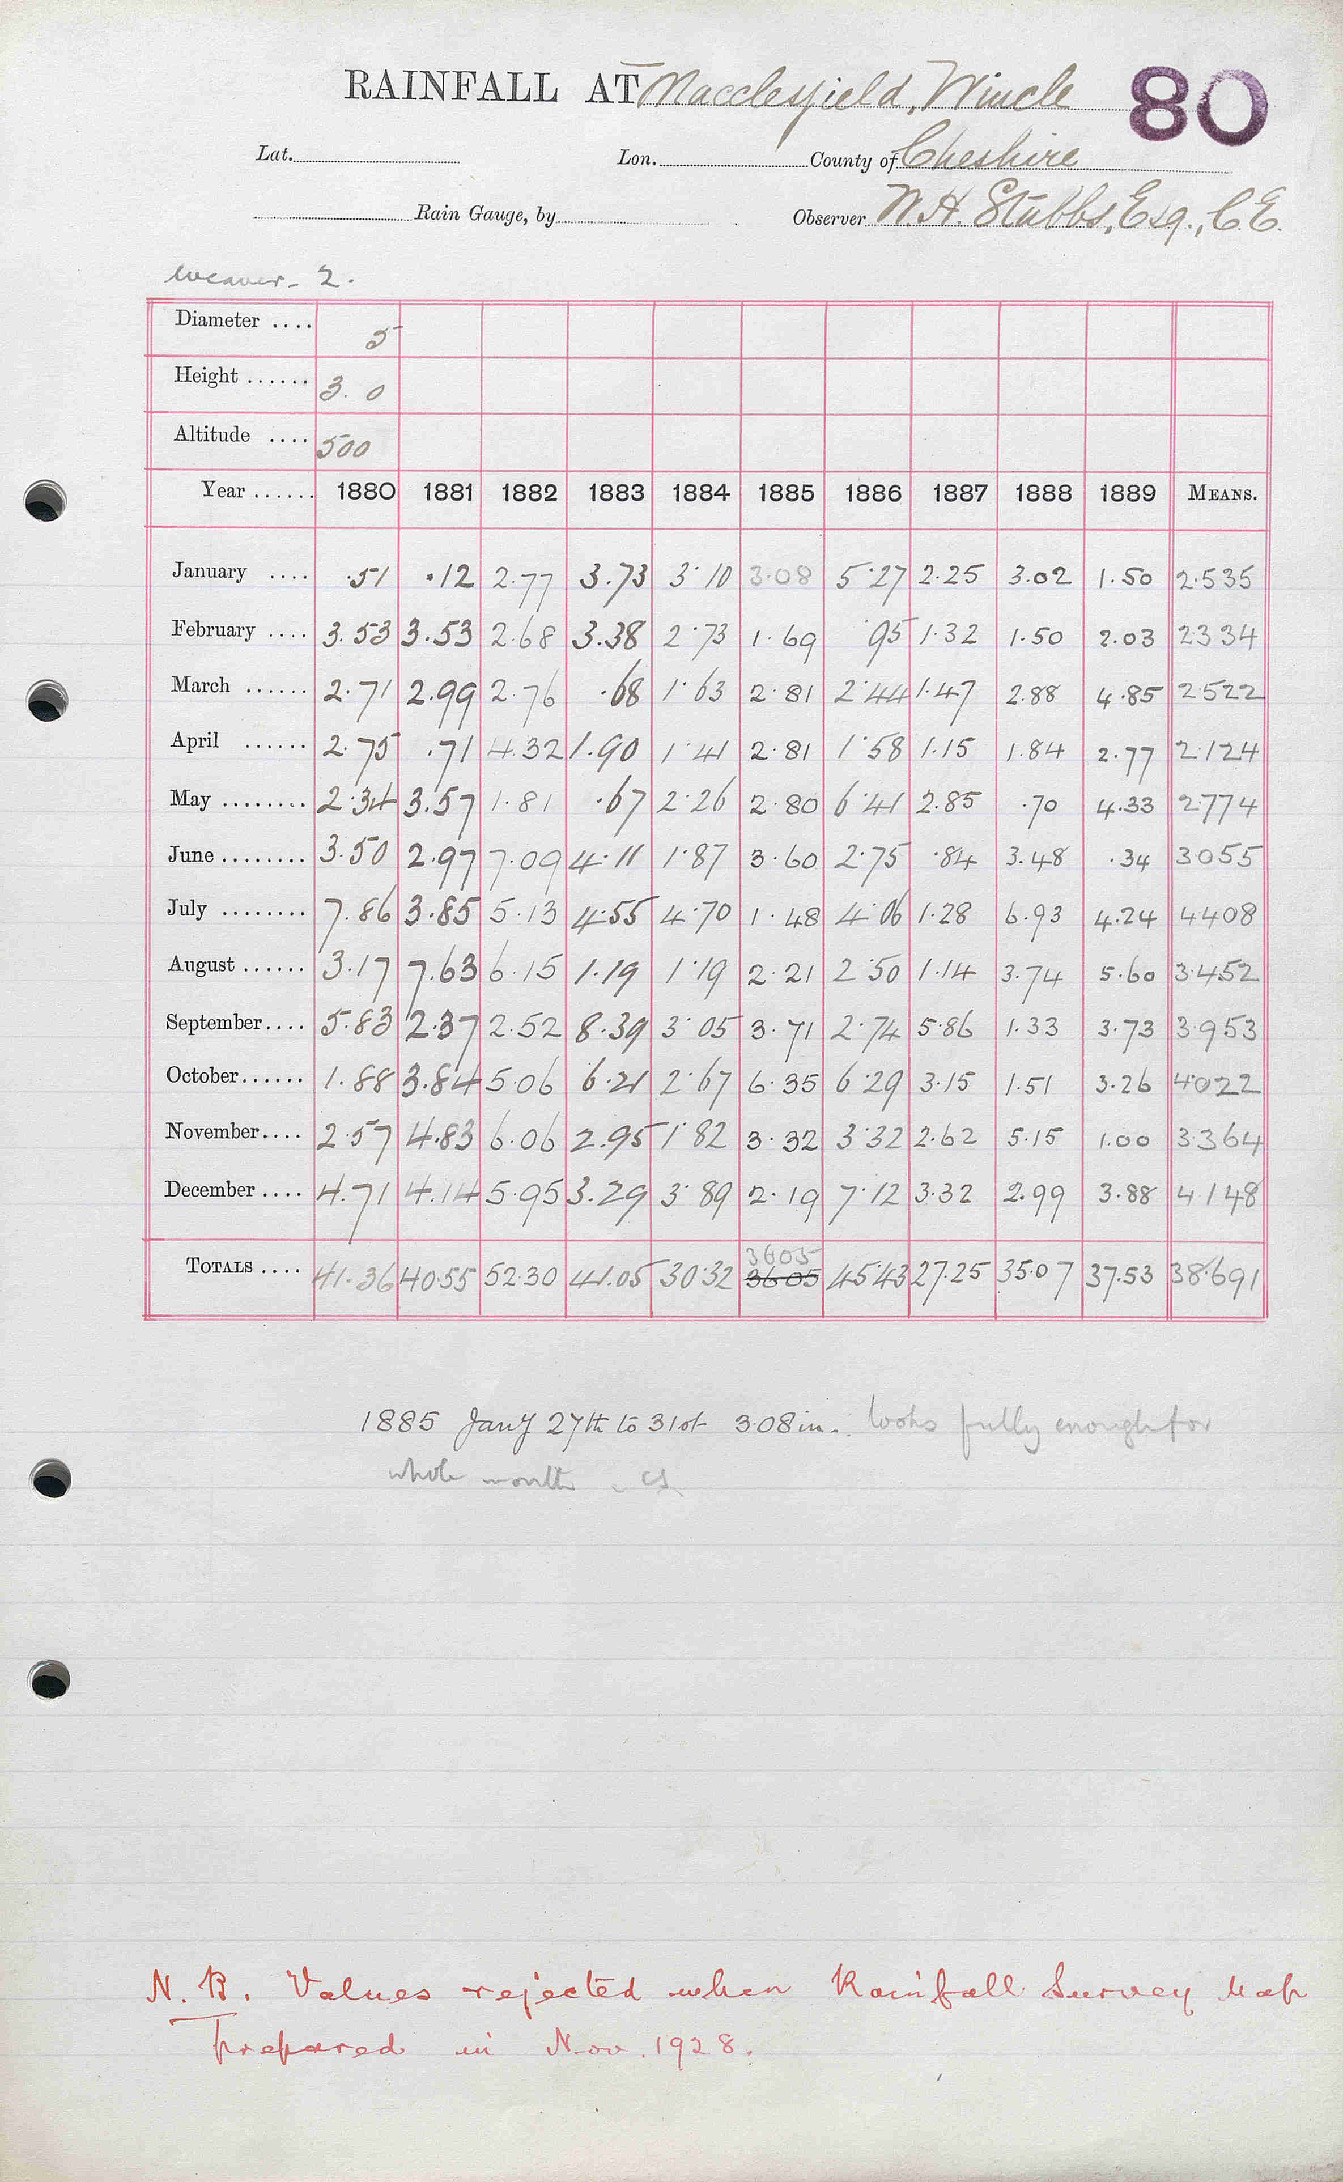 RAINFALL AT Macclesfield, Wincle 80
Lat. Lon. County of Cheshire
Rain Gauge, by Observer W.H. Stubbs, Esq., C.E.
Weaver - 2.
Diameter .... 5
Height ...... 3. 0
Altitude .... 500
Year ...... 1880 1881 1882 1883 1884 1885 1886 1887 1888 1889 MEANS.
January .... .51 .12 2.77 3.73 3.10 3.08 5.27 2.25 3.02 1.50 2.535
February .... 3.53 3.53 2.68 3.38 2.73 1.69 .95 1.32 1.50 2.03 2334
March ...... 2.71 2.99 2.76 .68 1.63 2.81 2.44 1.47 2.88 4.85 2522
April ...... 2.75 .71 4.32 1.90 1.41 2.81 1.58 1.15 1.84 2.77 2.124
May ........ 2.34 3.57 1.81 .67 2.26 2.80 6.41 2.85 .70 4.33 2774
June ........ 3.50 2.97 7.09 4.11 1.87 3.60 2.75 .84 3.48 .34 3055
July ........ 7.86 3.85 5.13 4.55 4.70 1.48 4.06 1.28 6.93 4.24 4408
August ...... 3.17 7.63 6.15 1.19 1.19 2.21 2.50 1.14 3.74 5.60 3.452
September .... 5.83 2.37 2.52 8.39 3.05 3.71 2.74 5.86 1.33 3.73 3.953
October ...... 1.88 3.84 5.06 6.21 2.67 6.35 6.29 3.15 1.51 3.26 4022
November .... 2.57 4.83 6.06 2.95 1.82 3.32 3.32 2.62 5.15 1.00 3.364
December .... 4.71 4.14 5.95 3.29 3.89 2.19 7.12 3.32 2.99 3.88 4.148
3605
TOTALS .... 41.36 40.55 52.30 41.05 30.32 36.05 45.43 27.25 35.07 37.53 38.691
1885 Jany 27th to 31st 3.08 in. looks fully enough for
whole month
N. B. Values rejected when Rainfall Survey Map
Prepared in Nov. 1928.